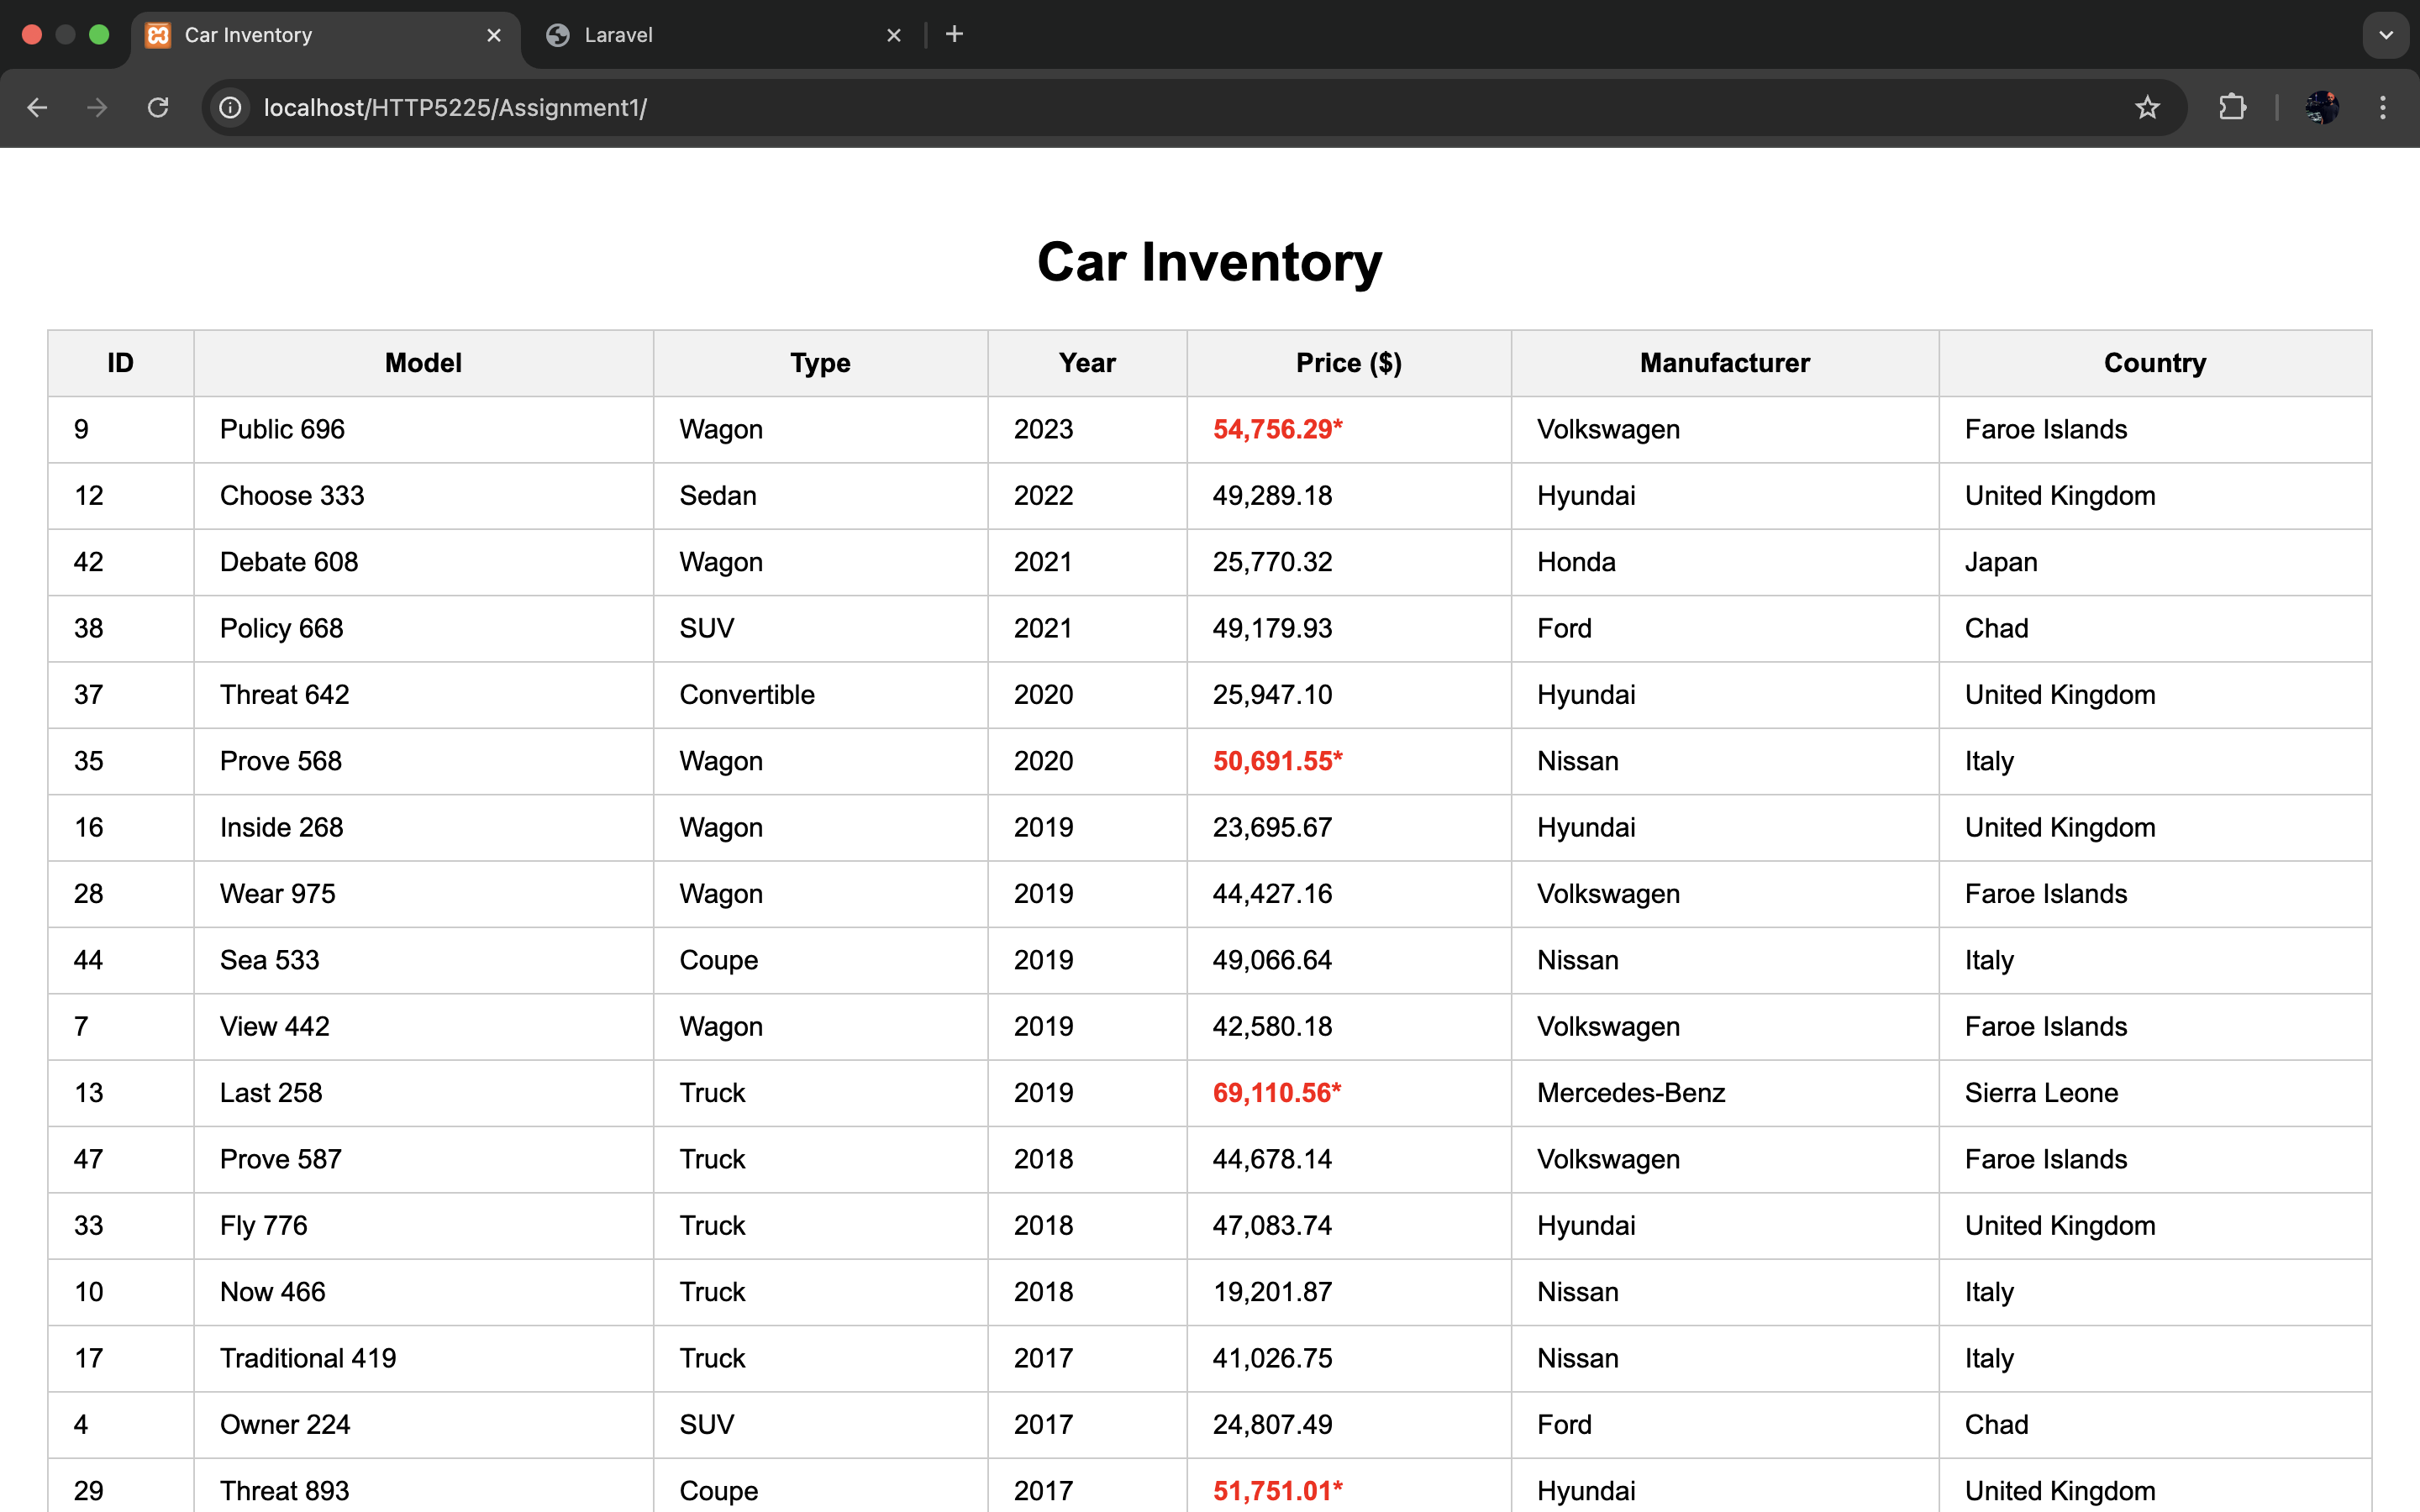 Car Inventory Laravel
localhost/HTTP5225/Assignment1/
Car Inventory
ID Model Type Year Price ($) Manufacturer Country
9 Public 696 Wagon 2023 54,756.29* Volkswagen Faroe Islands
12 Choose 333 Sedan 2022 49,289.18 Hyundai United Kingdom
42 Debate 608 Wagon 2021 25,770.32 Honda Japan
38 Policy 668 SUV 2021 49,179.93 Ford Chad
37 Threat 642 Convertible 2020 25,947.10 Hyundai United Kingdom
35 Prove 568 Wagon 2020 50,691.55* Nissan Italy
16 Inside 268 Wagon 2019 23,695.67 Hyundai United Kingdom
28 Wear 975 Wagon 2019 44,427.16 Volkswagen Faroe Islands
44 Sea 533 Coupe 2019 49,066.64 Nissan Italy
7 View 442 Wagon 2019 42,580.18 Volkswagen Faroe Islands
13 Last 258 Truck 2019 69,110.56* Mercedes-Benz Sierra Leone
47 Prove 587 Truck 2018 44,678.14 Volkswagen Faroe Islands
33 Fly 776 Truck 2018 47,083.74 Hyundai United Kingdom
10 Now 466 Truck 2018 19,201.87 Nissan Italy
17 Traditional 419 Truck 2017 41,026.75 Nissan Italy
4 Owner 224 SUV 2017 24,807.49 Ford Chad
29 Threat 893 Coupe 2017 51,751.01* Hyundai United Kingdom